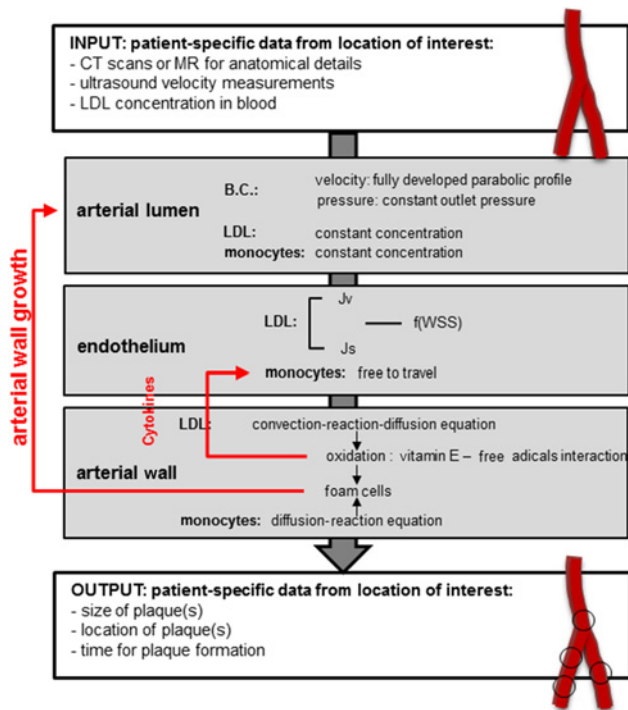 INPUT: patient-specific data from location of interest:
- CT scans or MR for anatomical details
- ultrasound velocity measurements
- LDL concentration in blood
arterial lumen
B.C.:
velocity: fully developed parabolic profile
pressure: constant outlet pressure
LDL: constant concentration
monocytes: constant concentration
arterial wall growth
endothelium
LDL:
Jv
f(WSS)
Js
monocytes: free to travel
Cytokines
arterial wall
LDL: convection-reaction-diffusion equation
oxidation : vitamin E – free adicals interaction
foam cells
monocytes: diffusion-reaction equation
OUTPUT: patient-specific data from location of interest:
- size of plaque(s)
- location of plaque(s)
- time for plaque formation